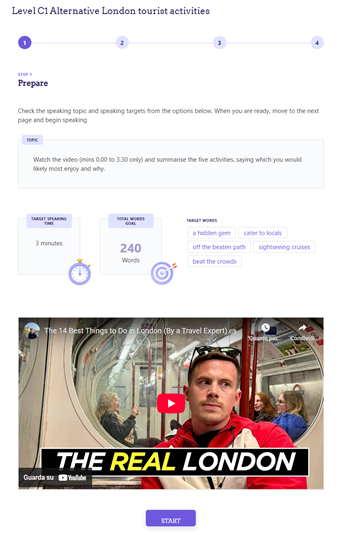 Level C1 Alternative London tourist activities
1
2
3
4
STEP 1
Prepare
Check the speaking topic and speaking targets from the options below. When you are ready, move to the next
page and begin speaking
TOPIC
Watch the video (mins 0.00 to 3.30 only) and summarise the five activities, saying which you would
likely most enjoy and why.
TARGET SPEAKING
TIME
3 minutes
TOTAL WORDS
GOAL
240
Words
TARGET WORDS
a hidden gem
cater to locals
off the beaten path
sightseeing cruises
beat the crowds
The 14 Best Things to Do in London (By a Travel Expert)
Guarda più...
Condividi...
THE REAL LONDON
Guarda su YouTube
START